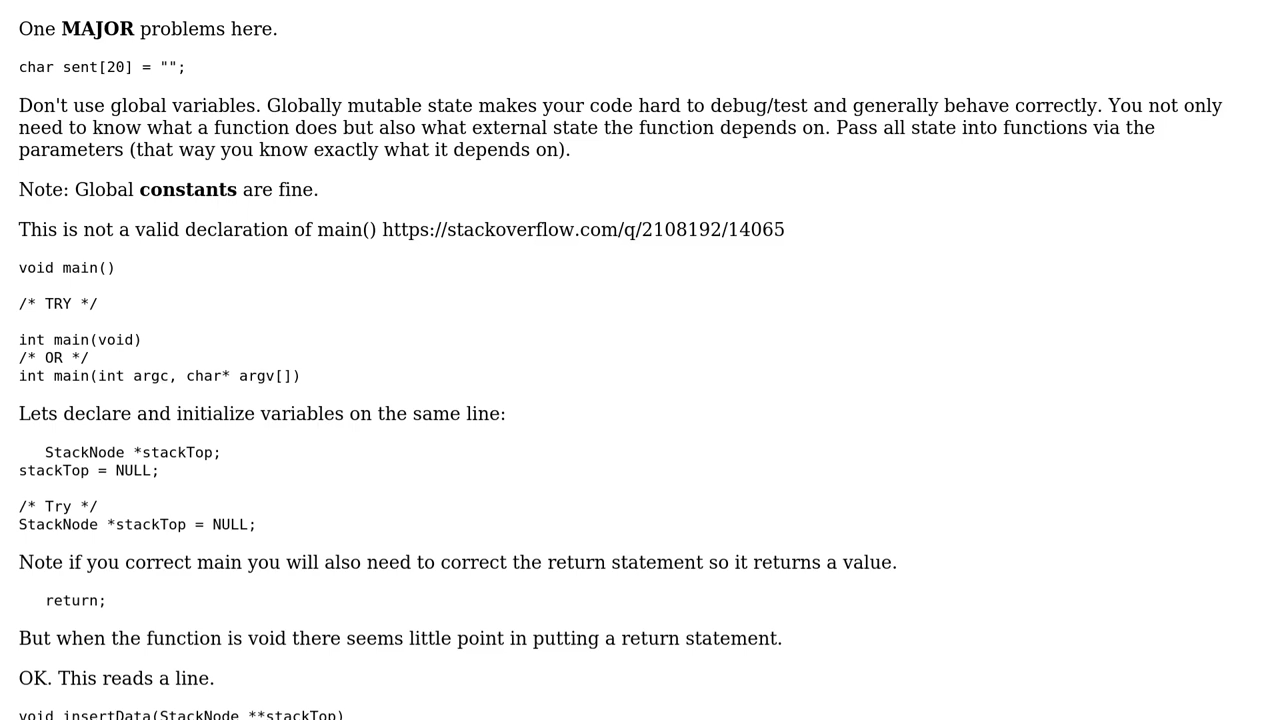 One MAJOR problems here.
char sent[20] = "";
Don't use global variables. Globally mutable state makes your code hard to debug/test and generally behave correctly. You not only
need to know what a function does but also what external state the function depends on. Pass all state into functions via the
parameters (that way you know exactly what it depends on).
Note: Global constants are fine.
This is not a valid declaration of main() https://stackoverflow.com/q/2108192/14065
void main()
/* TRY */
int main(void)
/* OR */
int main(int argc, char* argv[])
Lets declare and initialize variables on the same line:
StackNode *stackTop;
stackTop = NULL;
/* Try */
StackNode *stackTop = NULL;
Note if you correct main you will also need to correct the return statement so it returns a value.
return;
But when the function is void there seems little point in putting a return statement.
OK. This reads a line.
void insertData(StackNode **stackTop)